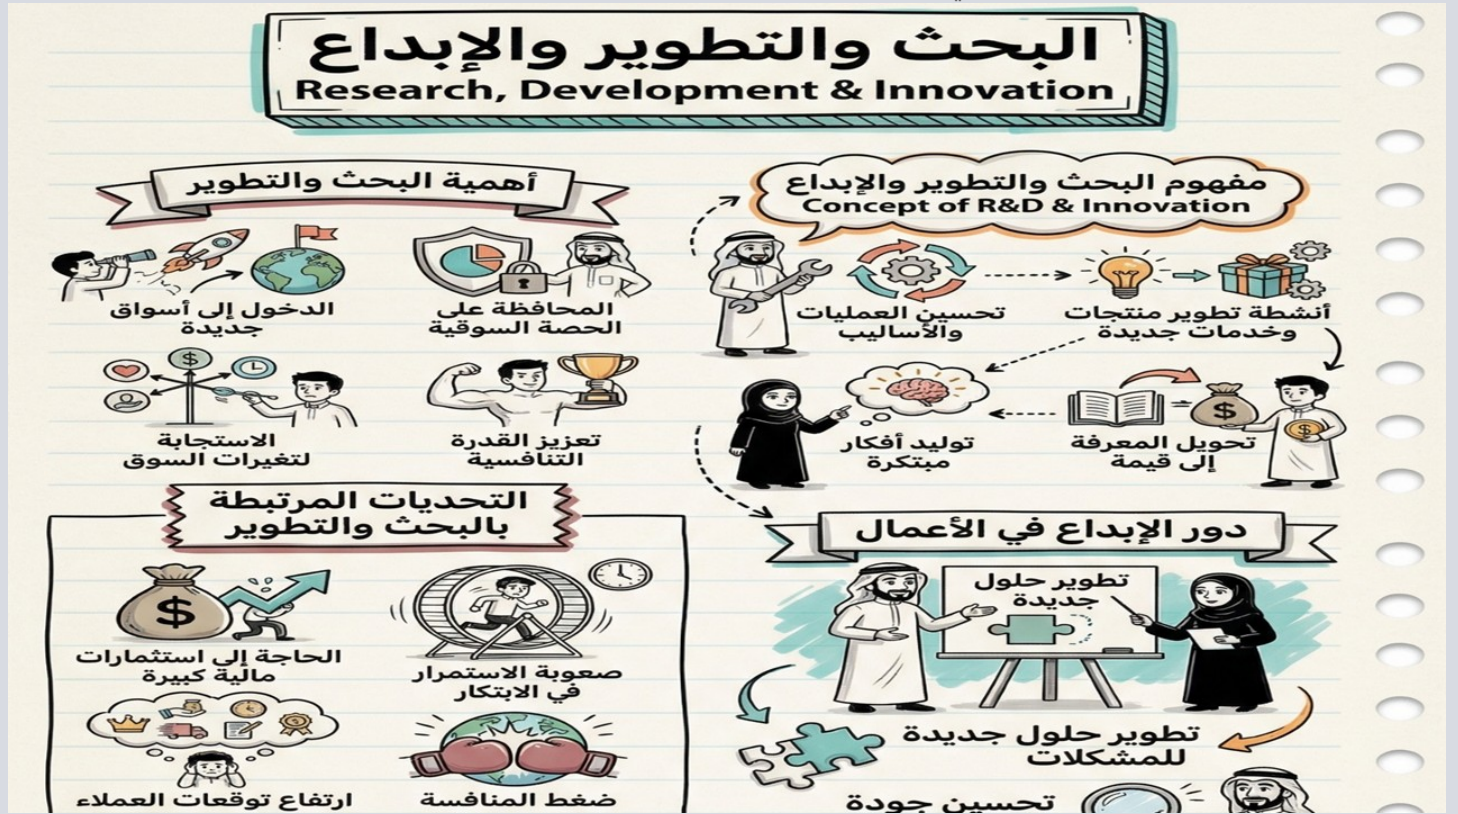 البحث والتطوير والإبداع
Research, Development & Innovation
مفهوم البحث والتطوير والإبداع
Concept of R&D & Innovation
أنشطة تطوير منتجات
وخدمات جديدة
تحسين العمليات
والأساليب
تحويل المعرفة
إلى قيمة
توليد أفكار
مبتكرة
أهمية البحث والتطوير
المحافظة على
الحصة السوقية
الدخول إلى أسواق
جديدة
تعزيز القدرة
التنافسية
$
الاستجابة
لتغيرات السوق
دور الإبداع في الأعمال
تطوير حلول
جديدة
تطوير حلول جديدة
للمشكلات
تحسين جودة
التحديات المرتبطة
بالبحث والتطوير
صعوبة الاستمرار
في الابتكار
$
الحاجة إلى استثمارات
مالية كبيرة
ضغط المنافسة
ارتفاع توقعات العملاء